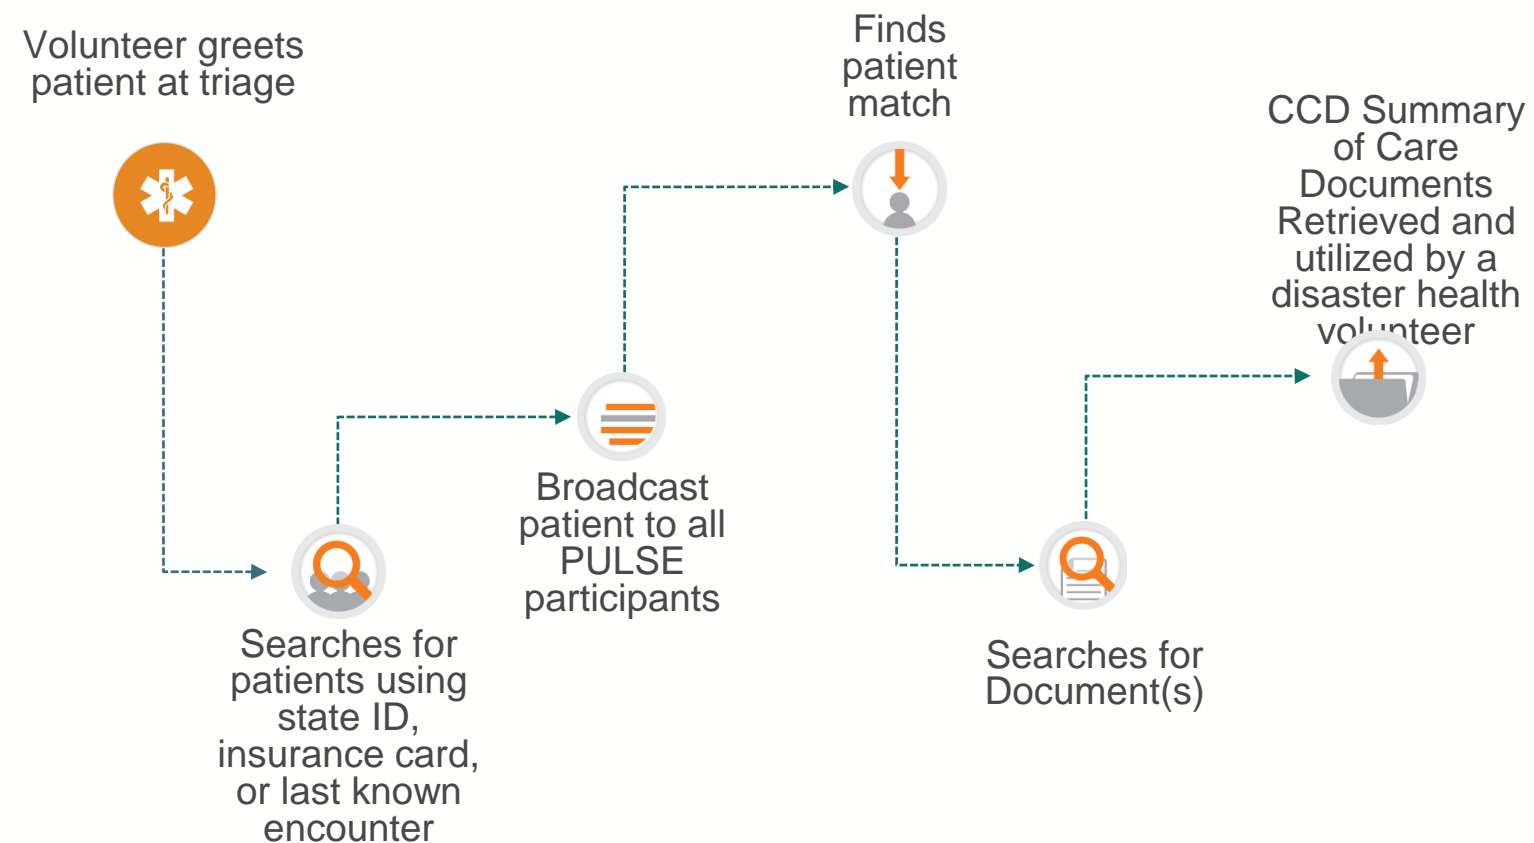 Volunteer greets
patient at triage
Searches for
patients using
state ID,
insurance card,
or last known
encounter
Broadcast
patient to all
PULSE
participants
Finds
patient
match
Searches for
Document(s)
CCD Summary
of Care
Documents
Retrieved and
utilized by a
disaster health
volunteer